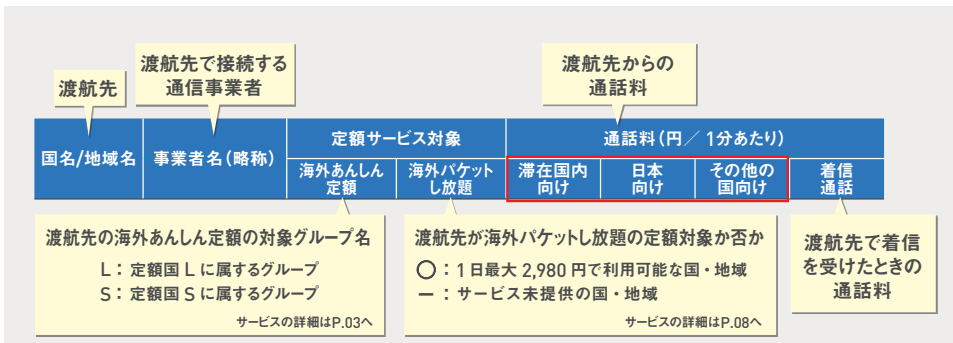 渡航先
渡航先で接続する
通信事業者
渡航先からの
通話料
国名/地域名
事業者名(略称)
定額サービス対象
通話料(円/1分あたり)
海外あんしん
定額
海外パケット
し放題
滞在国内
向け
日本
向け
その他の
国向け
着信
通話
渡航先の海外あんしん定額の対象グループ名
L:定額国Lに属するグループ
S:定額国Sに属するグループ
サービスの詳細はP.03へ
渡航先が海外パケットし放題の定額対象か否か
○:1日最大2,980円で利用可能な国・地域
ー:サービス未提供の国・地域
サービスの詳細はP.08へ
渡航先で着信
を受けたときの
通話料